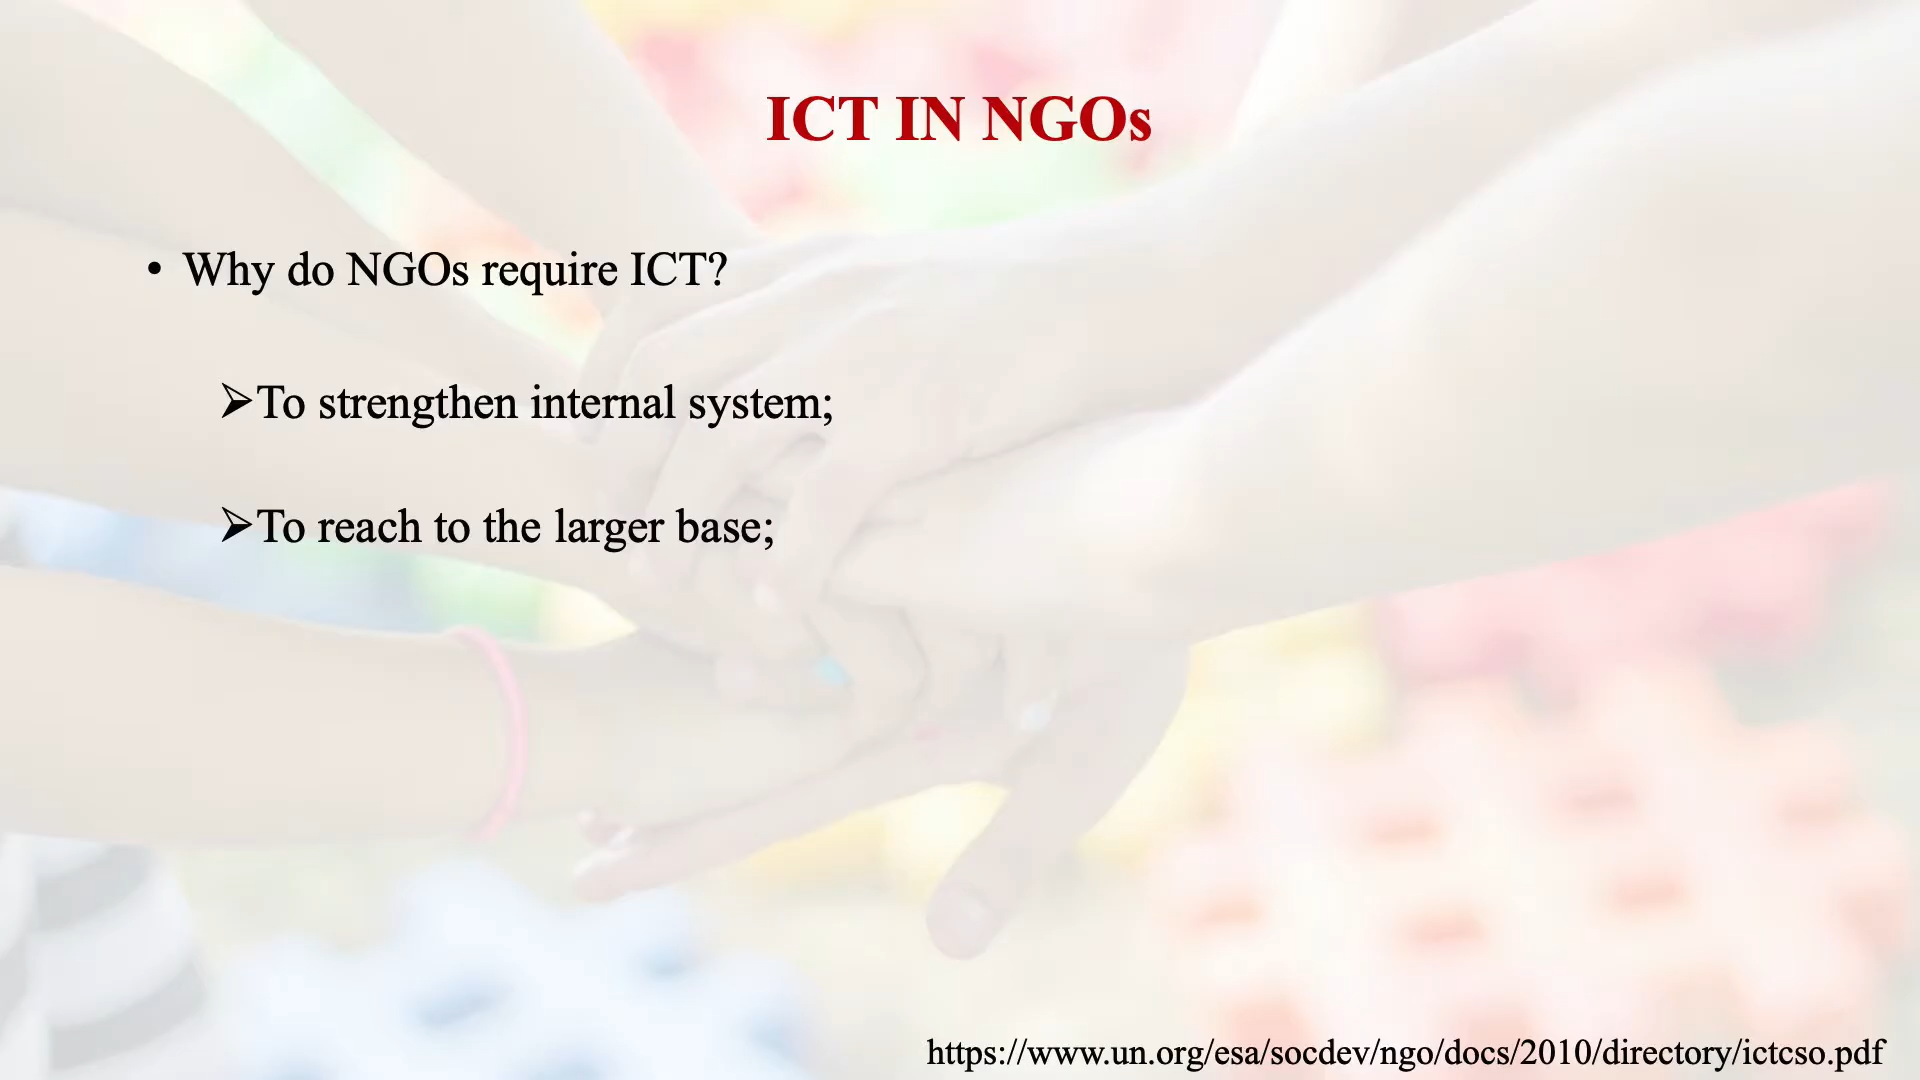 ICT IN NGOs
• Why do NGOs require ICT?
➢To strengthen internal system;
➢To reach to the larger base;
https://www.un.org/esa/socdev/ngo/docs/2010/directory/ictcso.pdf